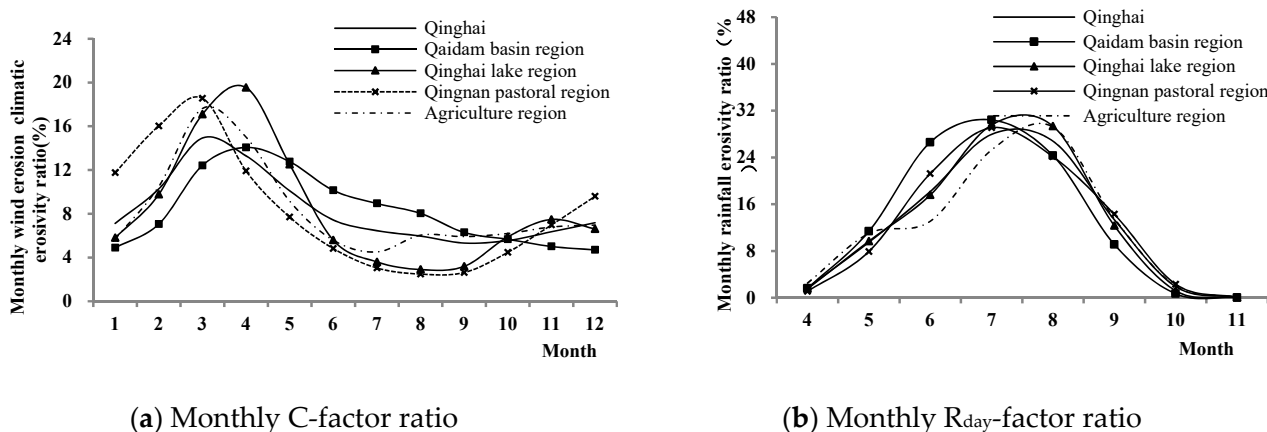 Monthly wind erosion climatic
erosivity ratio(%)
24
20
16
12
8
4
0
1 2 3 4 5 6 7 8 9 10 11 12
Month
Qinghai
Qaidam basin region
Qinghai lake region
Qingnan pastoral region
Agriculture region
(a) Monthly C-factor ratio
Monthly rainfall erosivity ratio (%
)
48
40
32
24
16
8
0
4 5 6 7 8 9 10 11
Month
Qinghai
Qaidam basin region
Qinghai lake region
Qingnan pastoral region
Agriculture region
(b) Monthly Rday-factor ratio